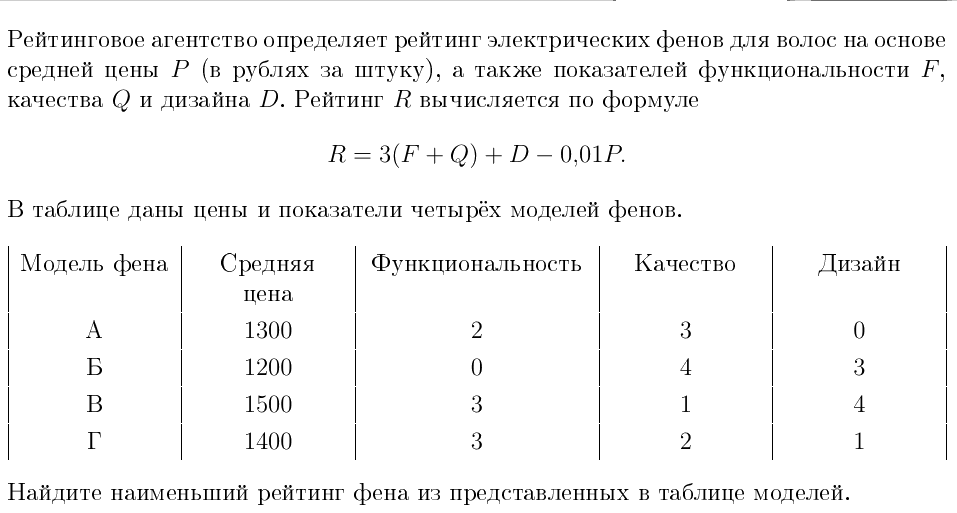 Рейтинговое агентство определяет рейтинг электрических фенов для волос на основе
средней цены P (в рублях за штуку), а также показателей функциональности F,
качества Q и дизайна D. Рейтинг R вычисляется по формуле
R = 3(F + Q) + D − 0,01P.
В таблице даны цены и показатели четырёх моделей фенов.
Модель фена Средняя цена Функциональность Качество Дизайн
А 1300 2 3 0
Б 1200 0 4 3
В 1500 3 1 4
Г 1400 3 2 1
Найдите наименьший рейтинг фена из представленных в таблице моделей.